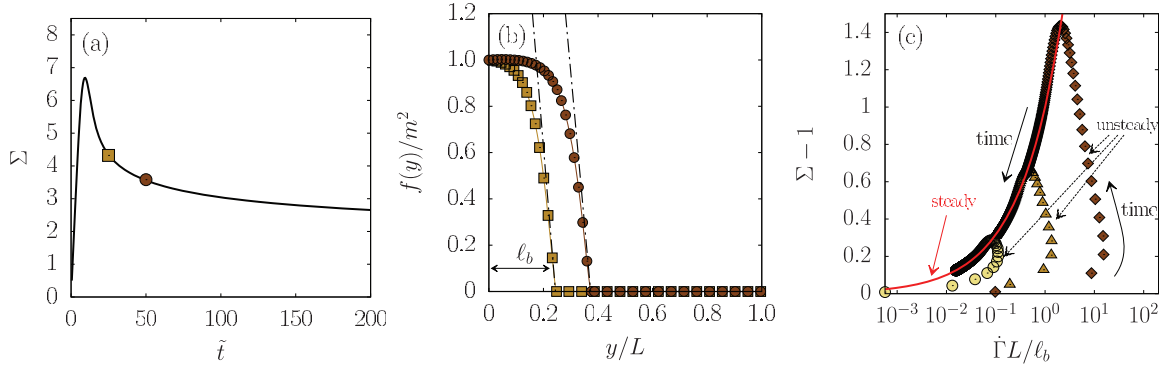 (a)
Σ
8
7
6
5
4
3
2
1
0
0 50 100 150 200
t̃
(b)
f(y)/m²
1.2
1.0
0.8
0.6
0.4
0.2
0
ℓ_b
0 0.2 0.4 0.6 0.8 1.0
y/L
(c)
Σ − 1
1.4
1.2
1
0.8
0.6
0.4
0.2
0
time
unsteady
steady
time
10⁻³ 10⁻² 10⁻¹ 10⁰ 10¹ 10²
Γ̇L/ℓ_b